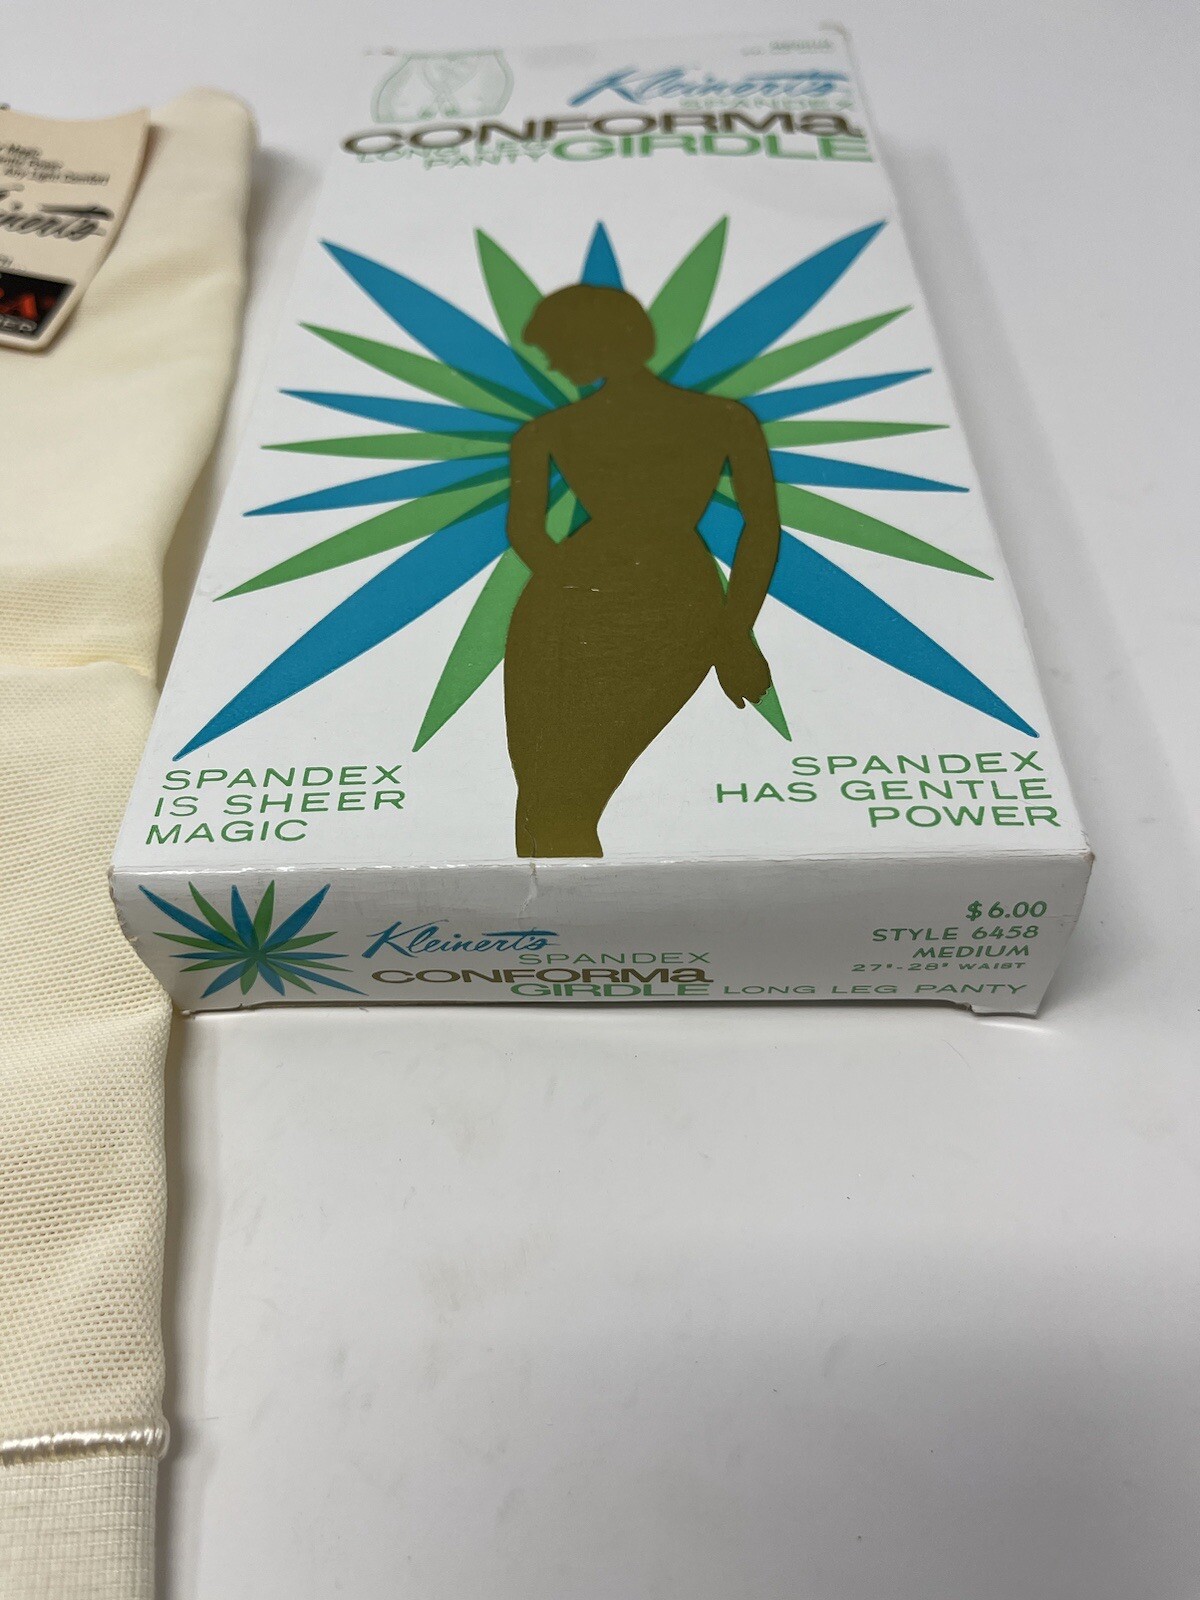 Kleinert's
SPANDEX
CONFORMa
LONG LEG
PANTY GIRDLE
SPANDEX
IS SHEER
MAGIC
SPANDEX
HAS GENTLE
POWER
Kleinert's
SPANDEX
CONFORMa
GIRDLE LONG LEG PANTY
$6.00
STYLE 6458
MEDIUM
27"-28" WAIST